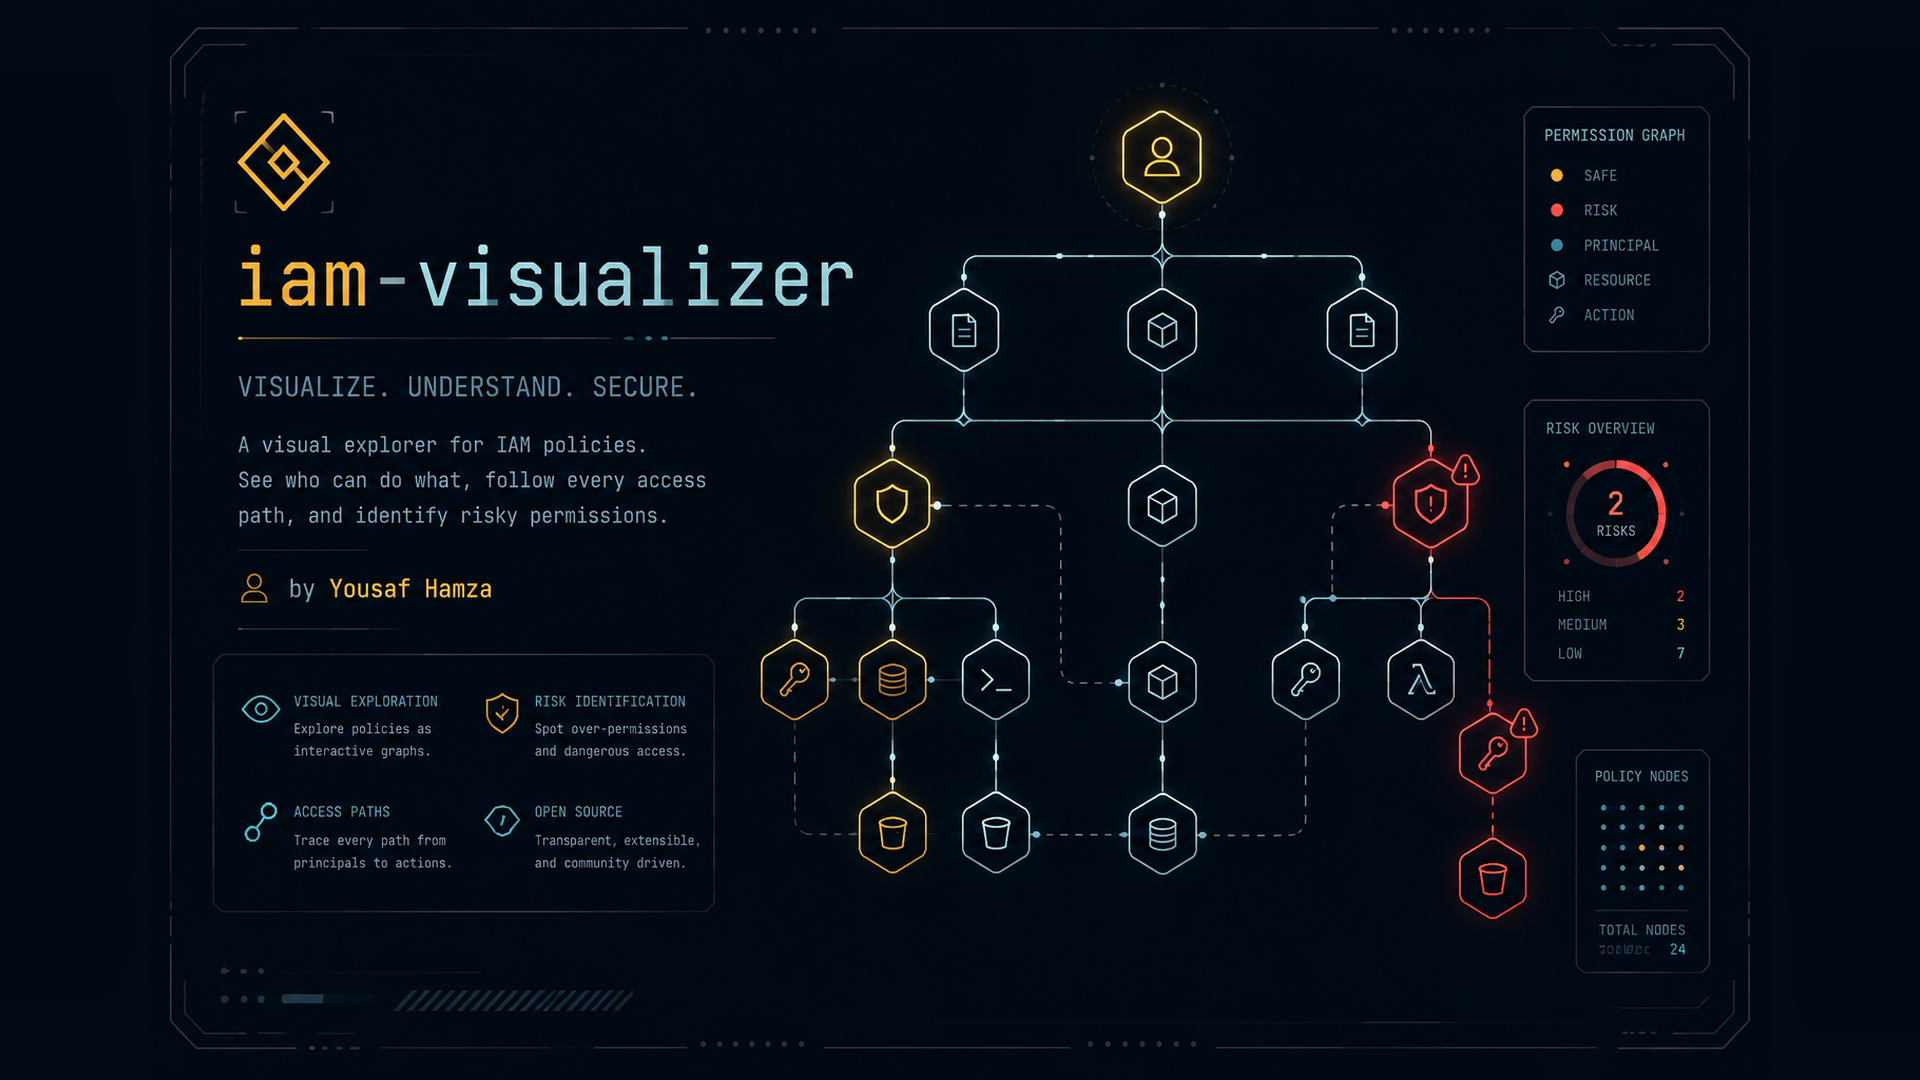 iam-visualizer
VISUALIZE. UNDERSTAND. SECURE.
A visual explorer for IAM policies.
See who can do what, follow every access
path, and identify risky permissions.
by Yousaf Hamza
VISUAL EXPLORATION
Explore policies as
interactive graphs.
RISK IDENTIFICATION
Spot over-permissions
and dangerous access.
ACCESS PATHS
Trace every path from
principals to actions.
OPEN SOURCE
Transparent, extensible,
and community driven.
PERMISSION GRAPH
SAFE
RISK
PRINCIPAL
RESOURCE
ACTION
RISK OVERVIEW
2
RISKS
HIGH 2
MEDIUM 3
LOW 7
POLICY NODES
TOTAL NODES
24